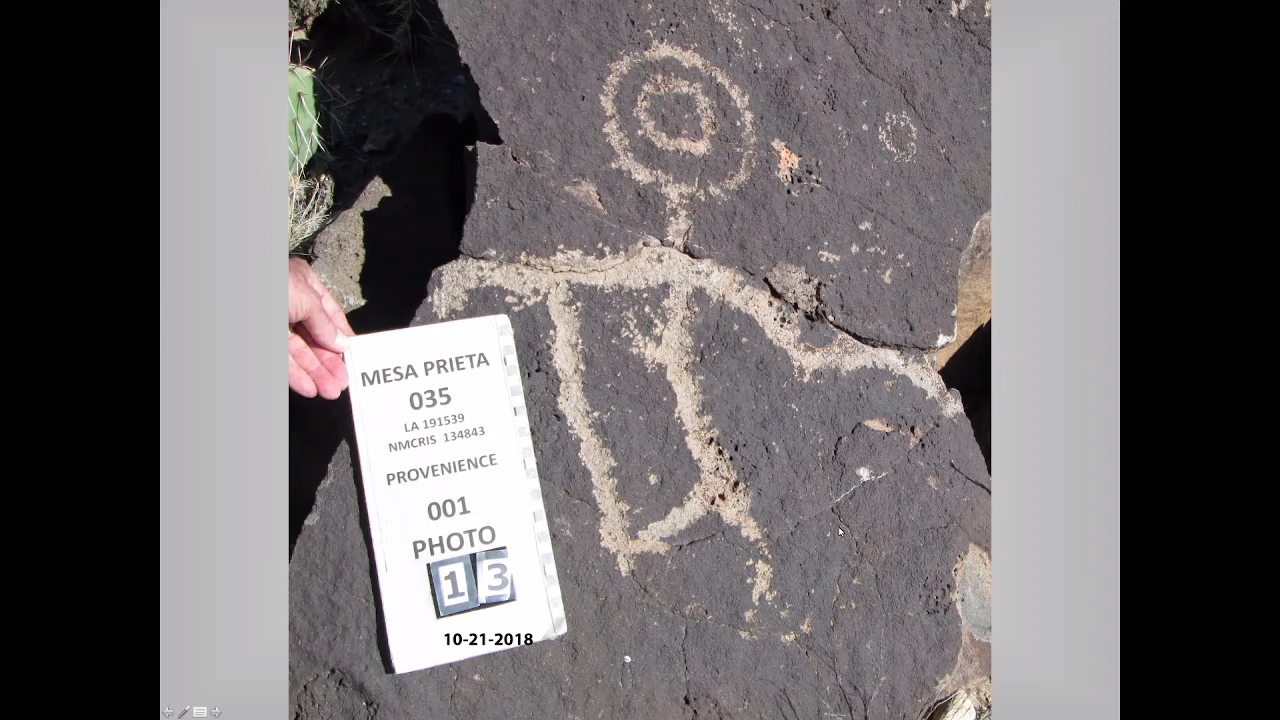 MESA PRIETA
035
LA 191539
NMCRIS 134843
PROVENIENCE
001
PHOTO
13
10-21-2018